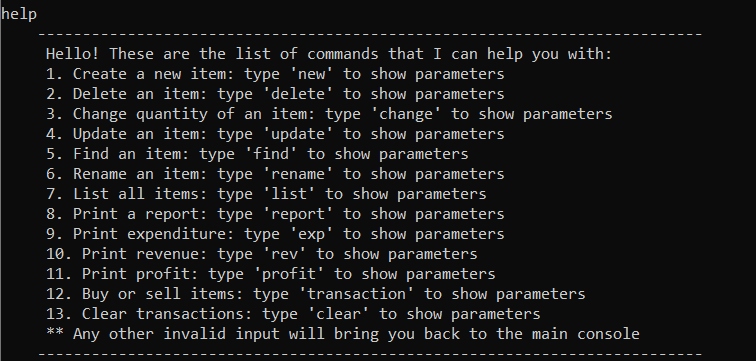 help
--------------------------------------------------------------------------
Hello! These are the list of commands that I can help you with:
1. Create a new item: type 'new' to show parameters
2. Delete an item: type 'delete' to show parameters
3. Change quantity of an item: type 'change' to show parameters
4. Update an item: type 'update' to show parameters
5. Find an item: type 'find' to show parameters
6. Rename an item: type 'rename' to show parameters
7. List all items: type 'list' to show parameters
8. Print a report: type 'report' to show parameters
9. Print expenditure: type 'exp' to show parameters
10. Print revenue: type 'rev' to show parameters
11. Print profit: type 'profit' to show parameters
12. Buy or sell items: type 'transaction' to show parameters
13. Clear transactions: type 'clear' to show parameters
** Any other invalid input will bring you back to the main console
--------------------------------------------------------------------------